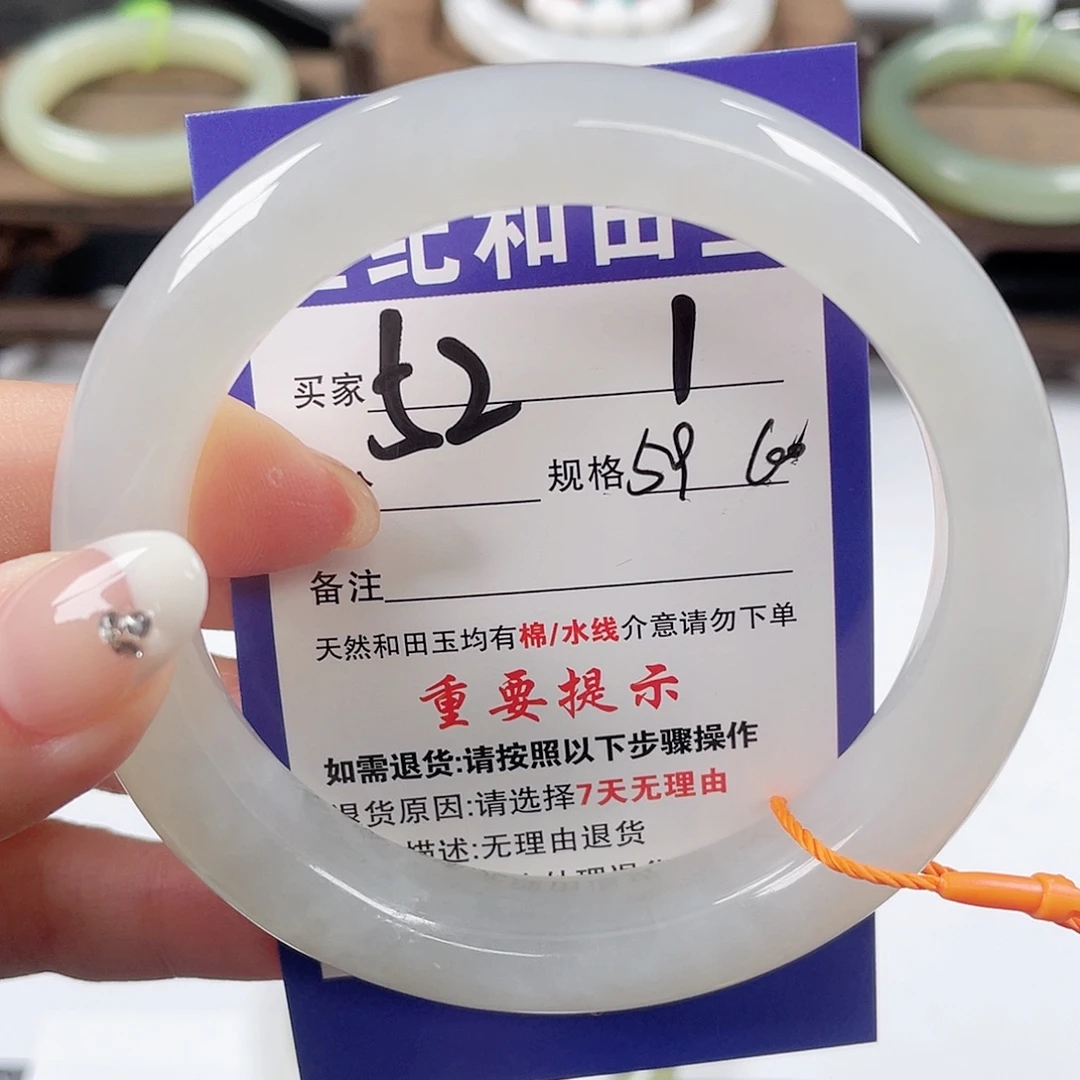 纪和田玉
买家 52 1
规格 59
备注
天然和田玉均有棉/水线介意请勿下单
重要提示
如需退货:请按照以下步骤操作
退货原因:请选择7天无理由
描述:无理由退货